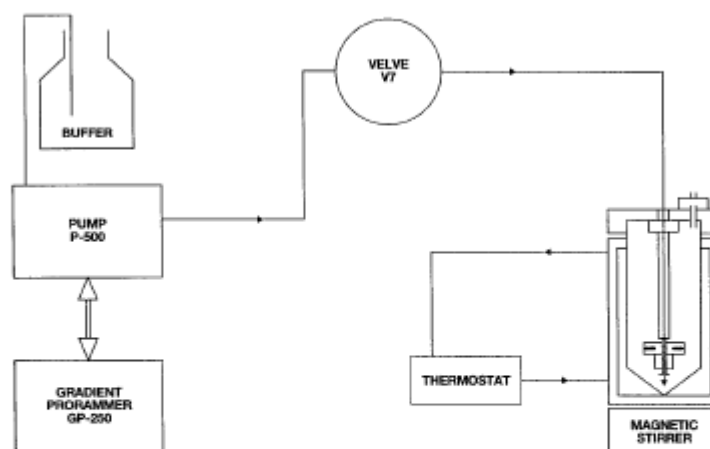 VELVE
V7
BUFFER
PUMP
P-500
THERMOSTAT
GRADIENT
PRORAMMER
GP-250
MAGNETIC
STIRRER